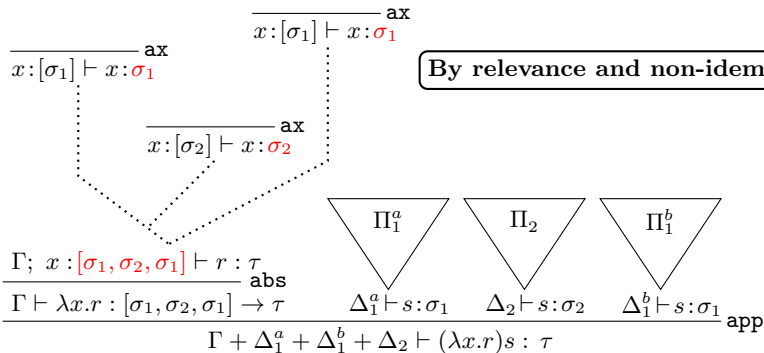 ax
x:[σ₁] ⊢ x:σ₁
ax
x:[σ₁] ⊢ x:σ₁
By relevance and non-idem
ax
x:[σ₂] ⊢ x:σ₂
Π₁ᵃ Π₂ Π₁ᵇ
Γ; x:[σ₁, σ₂, σ₁] ⊢ r : τ
abs
Γ ⊢ λx.r : [σ₁, σ₂, σ₁] → τ Δ₁ᵃ ⊢ s:σ₁ Δ₂ ⊢ s:σ₂ Δ₁ᵇ ⊢ s:σ₁
app
Γ + Δ₁ᵃ + Δ₁ᵇ + Δ₂ ⊢ (λx.r)s : τ